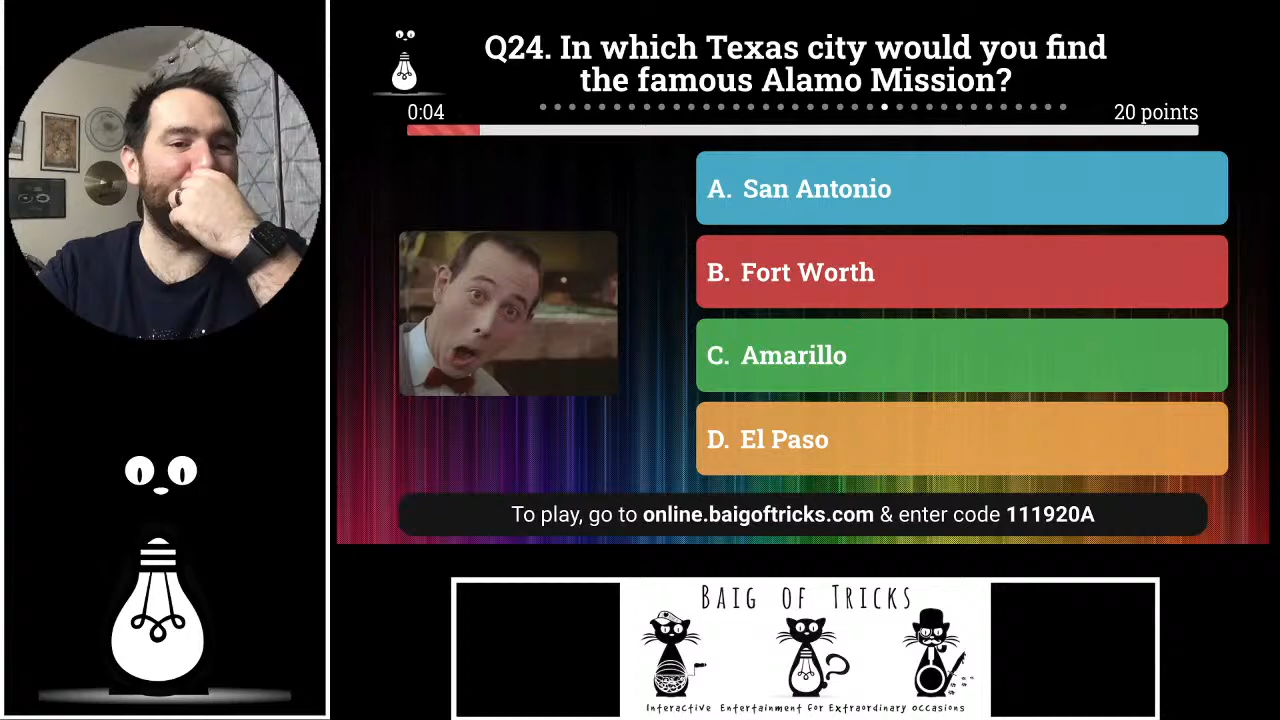 Q24. In which Texas city would you find
the famous Alamo Mission?
0:04
20 points
A. San Antonio
B. Fort Worth
C. Amarillo
D. El Paso
To play, go to online.baigoftricks.com & enter code 111920A
BAIG OF TRICKS
Interactive Entertainment for Extraordinary occasions